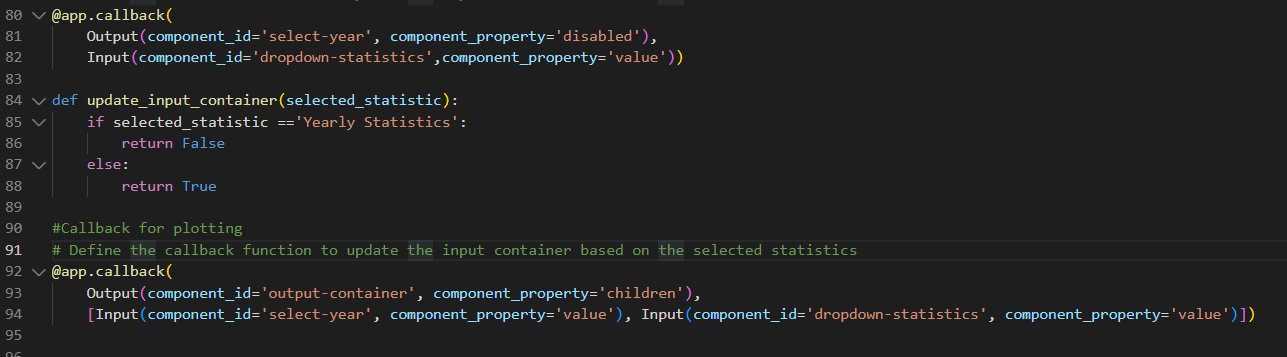 80 @app.callback(
81 Output(component_id='select-year', component_property='disabled'),
82 Input(component_id='dropdown-statistics',component_property='value'))
83
84 def update_input_container(selected_statistic):
85 if selected_statistic =='Yearly Statistics':
86 return False
87 else:
88 return True
89
90 #Callback for plotting
91 # Define the callback function to update the input container based on the selected statistics
92 @app.callback(
93 Output(component_id='output-container', component_property='children'),
94 [Input(component_id='select-year', component_property='value'), Input(component_id='dropdown-statistics', component_property='value')])
95